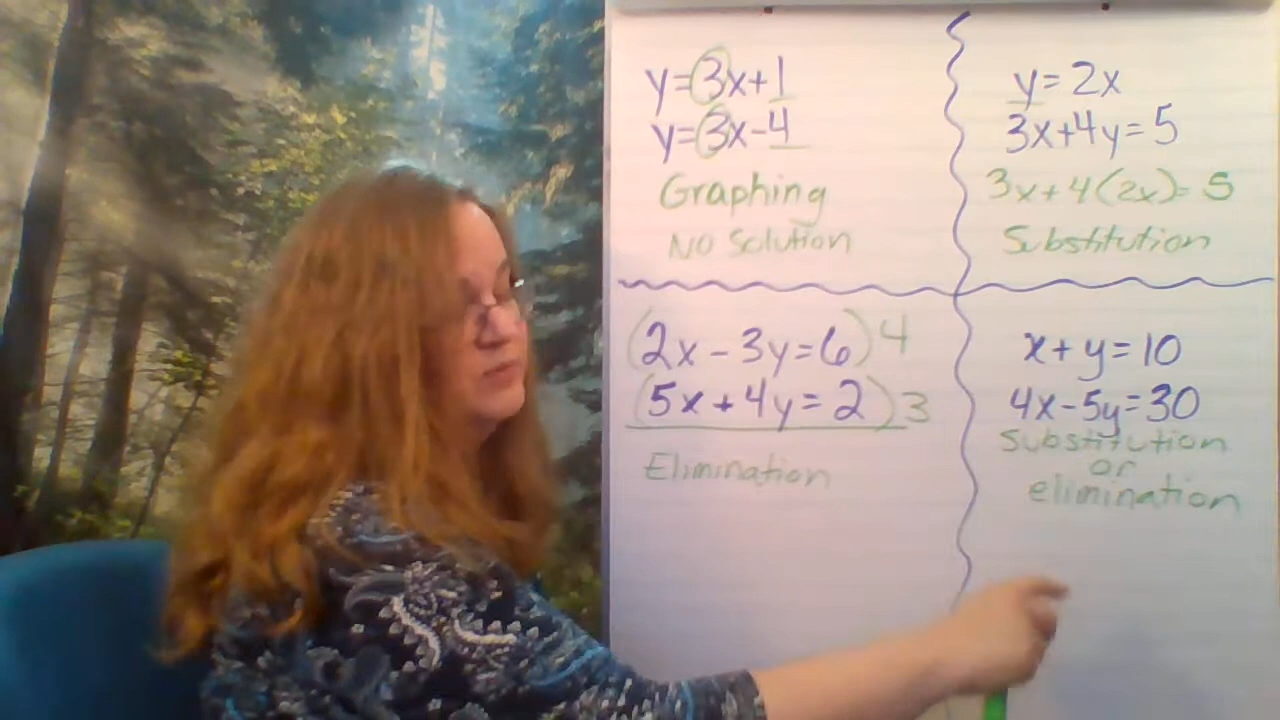 y=3x+1
y=3x-4
Graphing
No Solution
y=2x
3x+4y=5
3x+4(2x)=5
Substitution
(2x-3y=6)4
(5x+4y=2)3
Elimination
x+y=10
4x-5y=30
Substitution
or
elimination